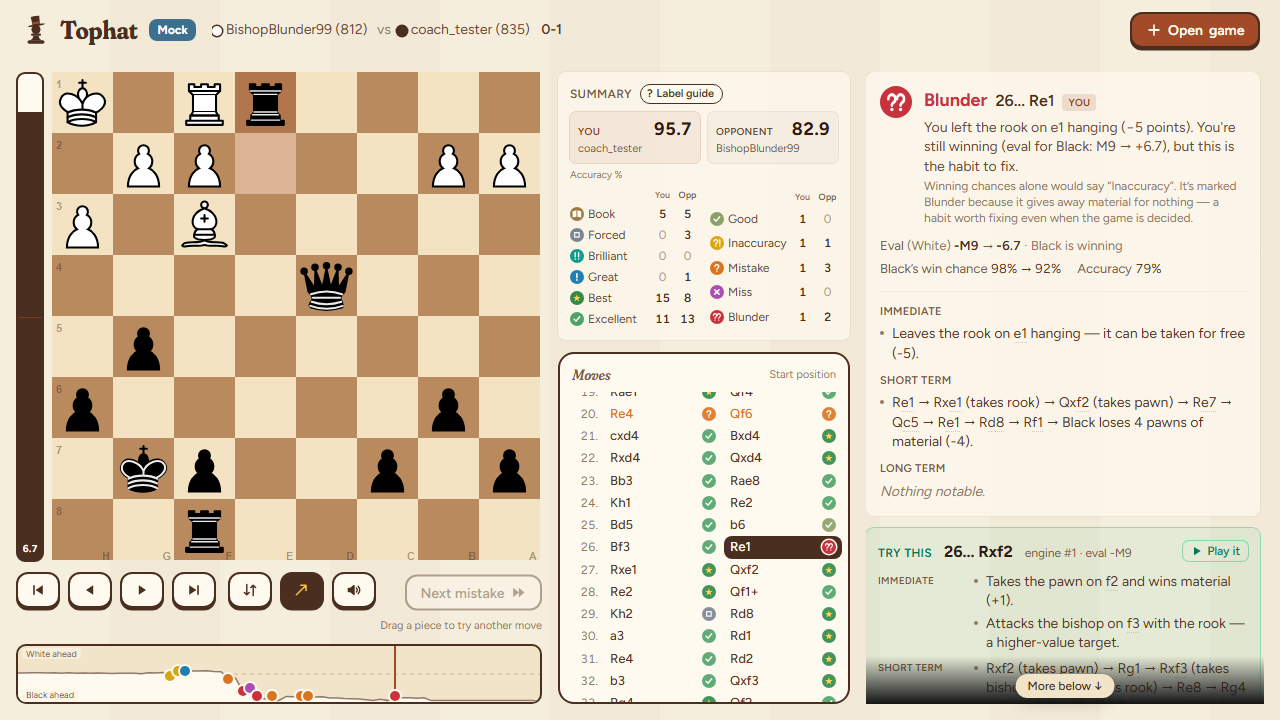 Tophat Mock BishopBlunder99 (812) vs coach_tester (835) 0-1
Open game
1
2
3
4
5
6
7
8
H G F E D C B A
6.7
Next mistake
Drag a piece to try another move
White ahead
Black ahead
SUMMARY ? Label guide
YOU 95.7
coach_tester
OPPONENT 82.9
BishopBlunder99
Accuracy %
You Opp
Book 5 5
Forced 0 3
Brilliant 0 0
Great 0 1
Best 15 8
Excellent 11 13
You Opp
Good 1 0
Inaccuracy 1 1
Mistake 1 3
Miss 1 0
Blunder 1 2
Moves Start position
19. Rae1 Qf4
20. Re4 Qf6
21. cxd4 Bxd4
22. Rxd4 Qxd4
23. Bb3 Rae8
24. Kh1 Re2
25. Bd5 b6
26. Bf3 Re1
27. Rxe1 Qxf2
28. Re2 Qf1+
29. Kh2 Rd8
30. a3 Rd1
31. Re4 Rd2
32. b3 Qxf3
Blunder 26... Re1 YOU
You left the rook on e1 hanging (−5 points). You're
still winning (eval for Black: M9 → +6.7), but this is
the habit to fix.
Winning chances alone would say “Inaccuracy”. It’s marked
Blunder because it gives away material for nothing — a
habit worth fixing even when the game is decided.
Eval (White) -M9 → -6.7 · Black is winning
Black’s win chance 98% → 92% Accuracy 79%
IMMEDIATE
• Leaves the rook on e1 hanging — it can be taken for free
(−5).
SHORT TERM
• Re1 → Rxe1 (takes rook) → Qxf2 (takes pawn) → Re7 →
Qc5 → Re1 → Rd8 → Rf1 → Black loses 4 pawns of
material (−4).
LONG TERM
Nothing notable.
TRY THIS 26... Rxf2 engine #1 · eval -M9 Play it
IMMEDIATE
• Takes the pawn on f2 and wins material
(+1).
• Attacks the bishop on f3 with the rook —
a higher-value target.
SHORT TERM
• Rxf2 (takes pawn) → Rg1 → Rxf3 (takes
s rook) → Re8 → Rg4
More below ↓